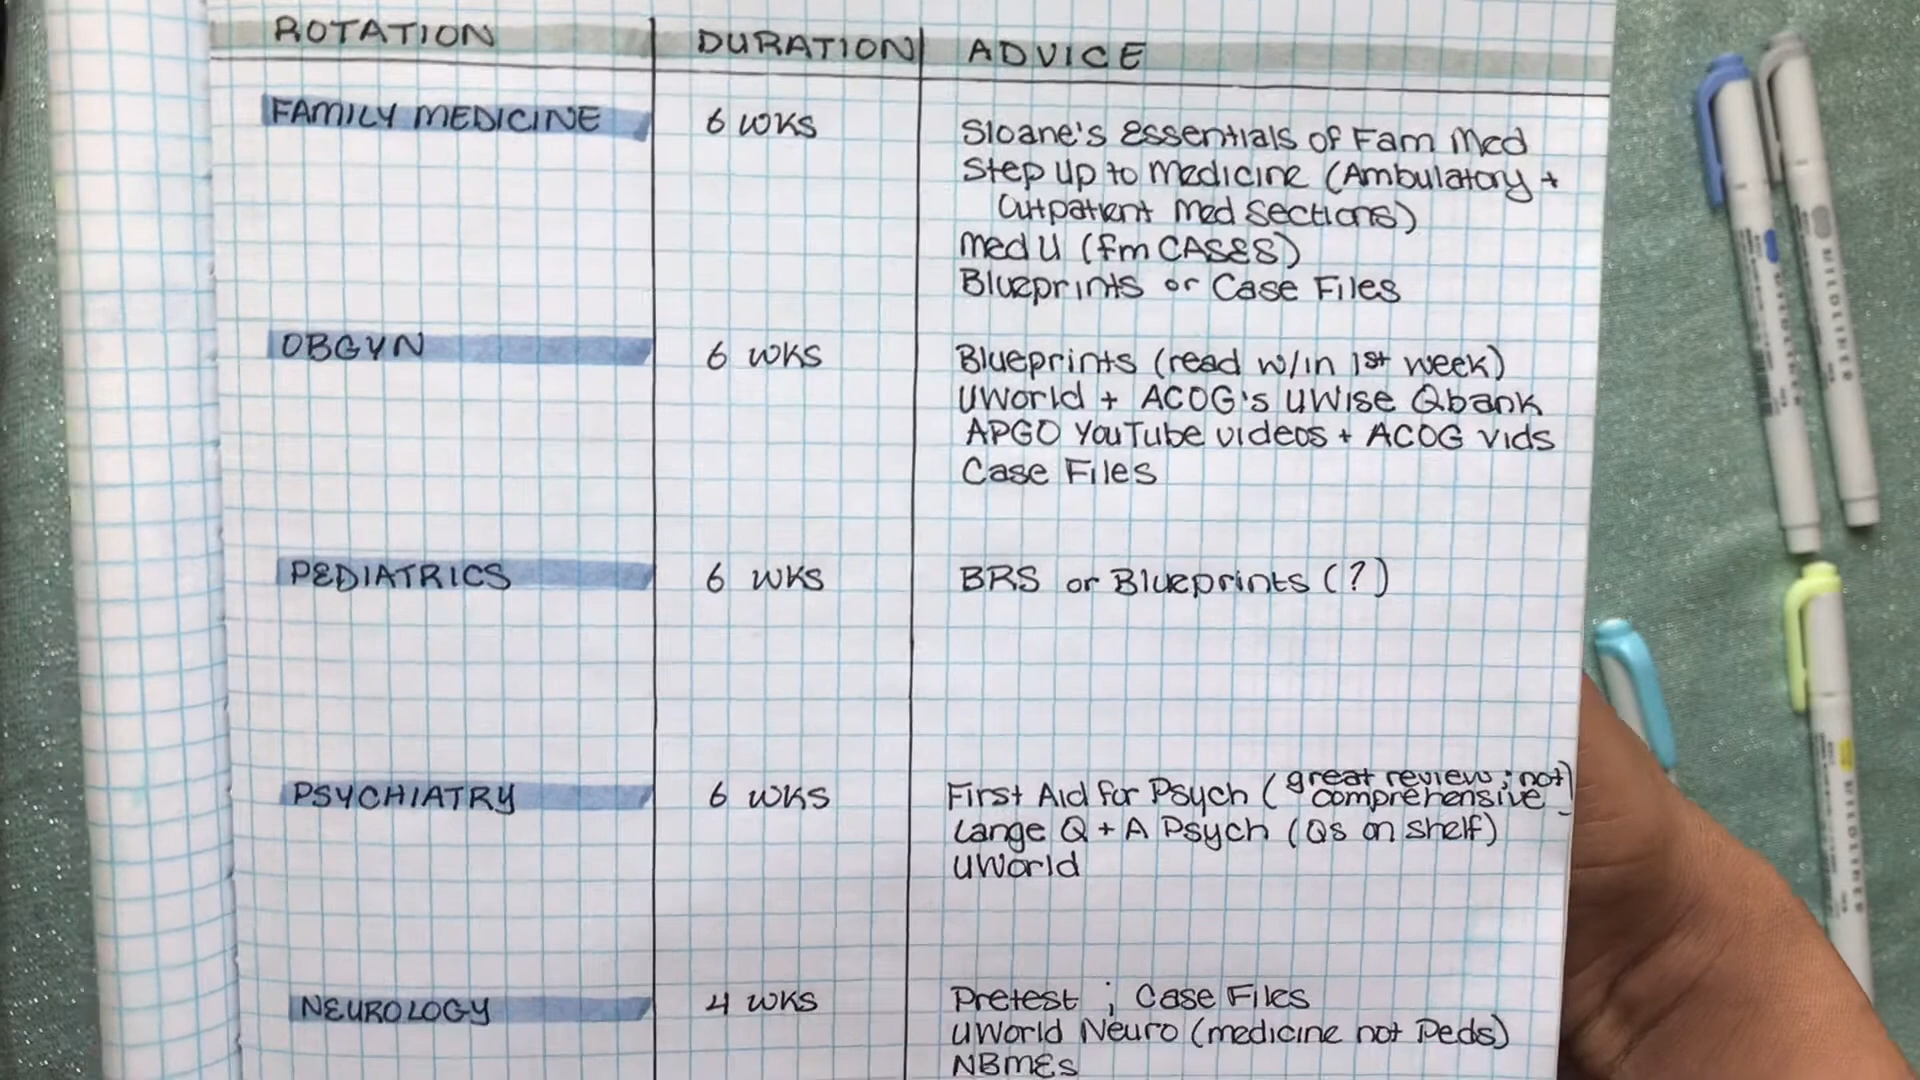 ROTATION DURATION ADVICE
FAMILY MEDICINE 6 WKS Sloane's Essentials of Fam Med
Step Up to Medicine (Ambulatory +
Outpatient Med Sections)
Med U (fm CASES)
Blueprints or Case Files
OBGYN 6 WKS Blueprints (read w/in 1st week)
UWorld + ACOG's UWise Qbank
APGO YouTube videos + ACOG vids
Case Files
PEDIATRICS 6 WKS BRS or Blueprints (?)
PSYCHIATRY 6 WKS First Aid for Psych (great review; not
comprehensive)
Lange Q + A Psych (Qs on shelf)
UWorld
NEUROLOGY 4 WKS Pretest ; Case Files
UWorld Neuro (medicine not Peds)
NBMEs